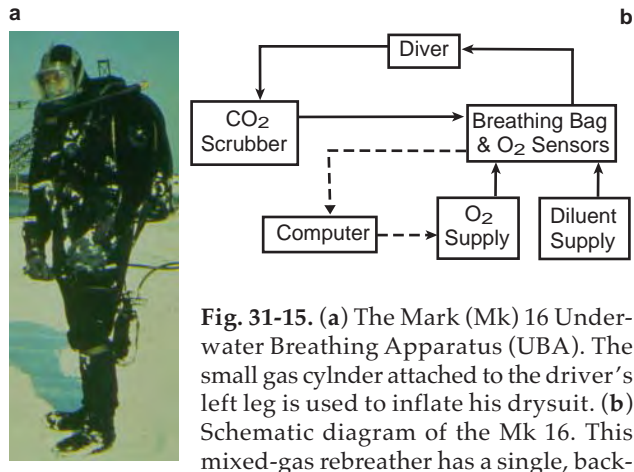 a
b
Diver
CO2
Scrubber
Breathing Bag
& O2 Sensors
Computer
O2
Supply
Diluent
Supply
Fig. 31-15. (a) The Mark (Mk) 16 Under-
water Breathing Apparatus (UBA). The
small gas cylnder attached to the driver's
left leg is used to inflate his drysuit. (b)
Schematic diagram of the Mk 16. This
mixed-gas rebreather has a single, back-